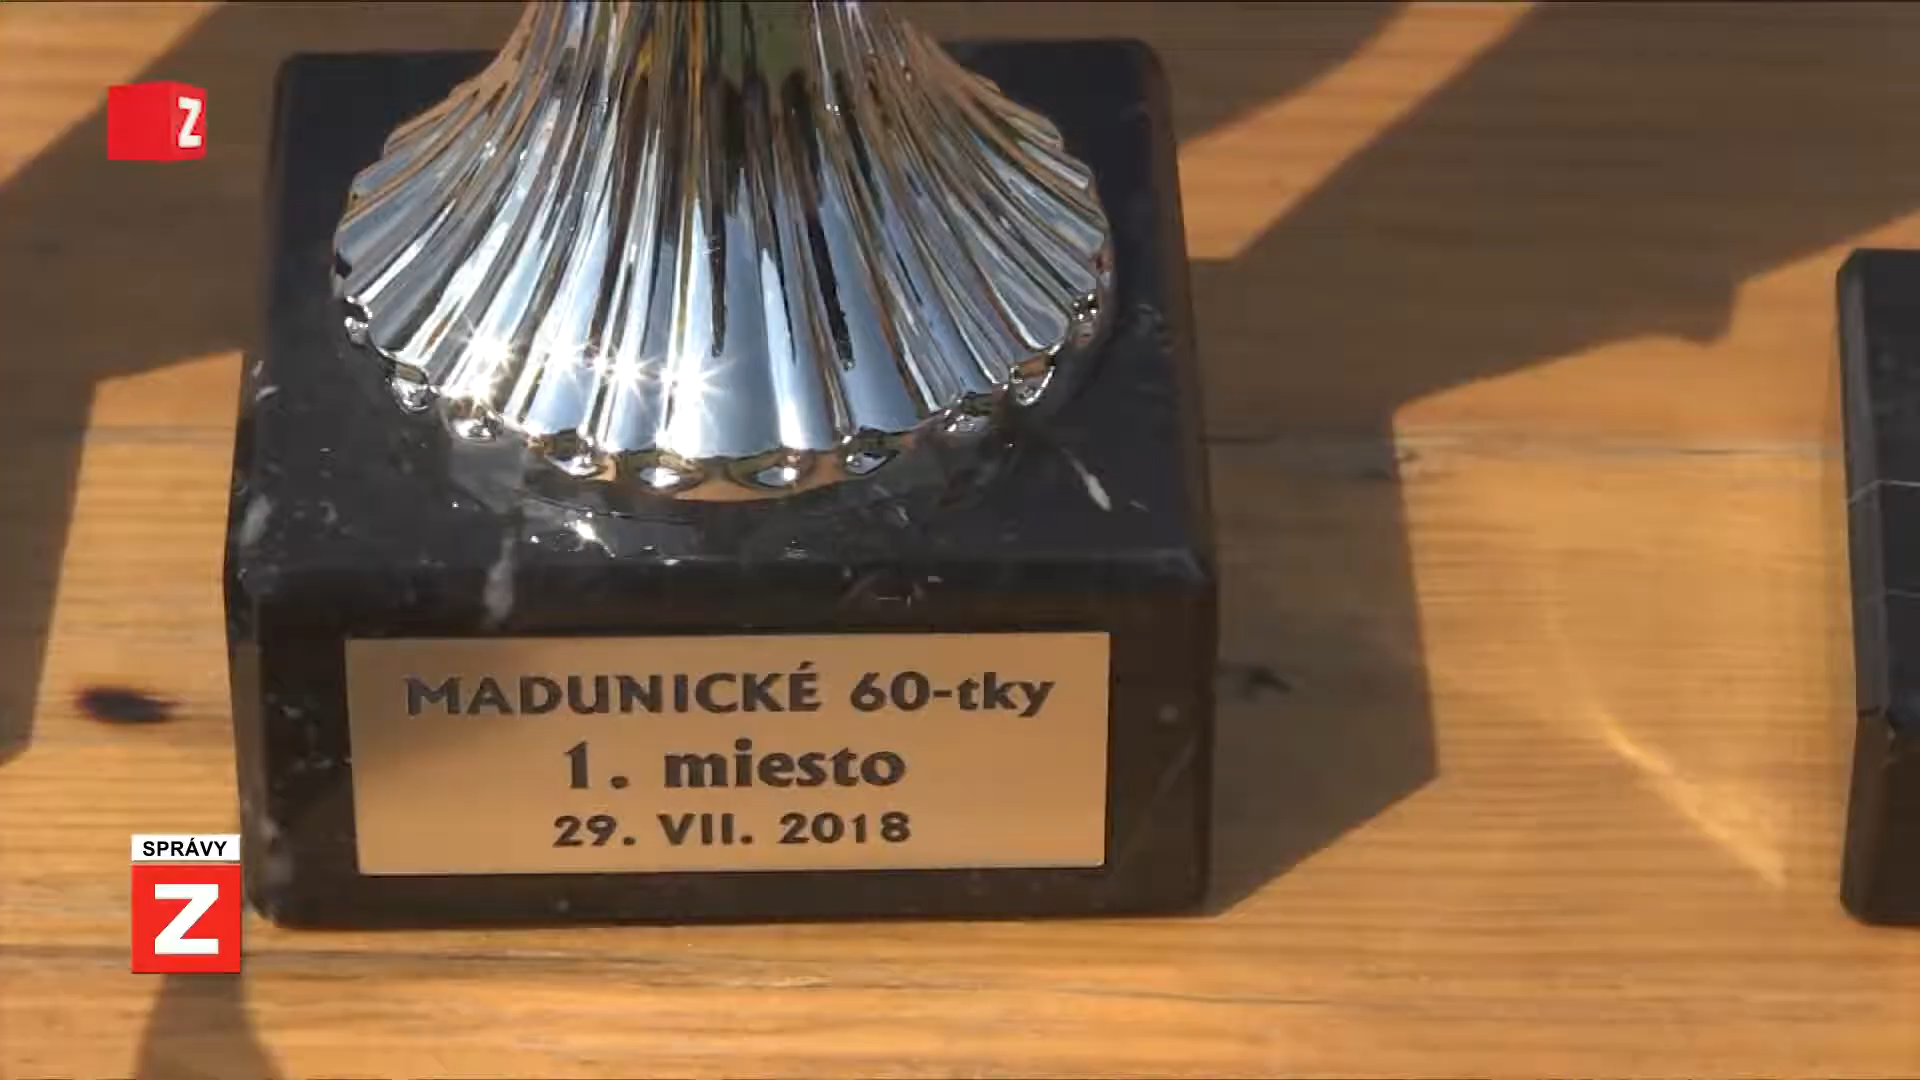 Z
MADUNICKÉ 60-tky
1. miesto
29. VII. 2018
SPRÁVY
Z